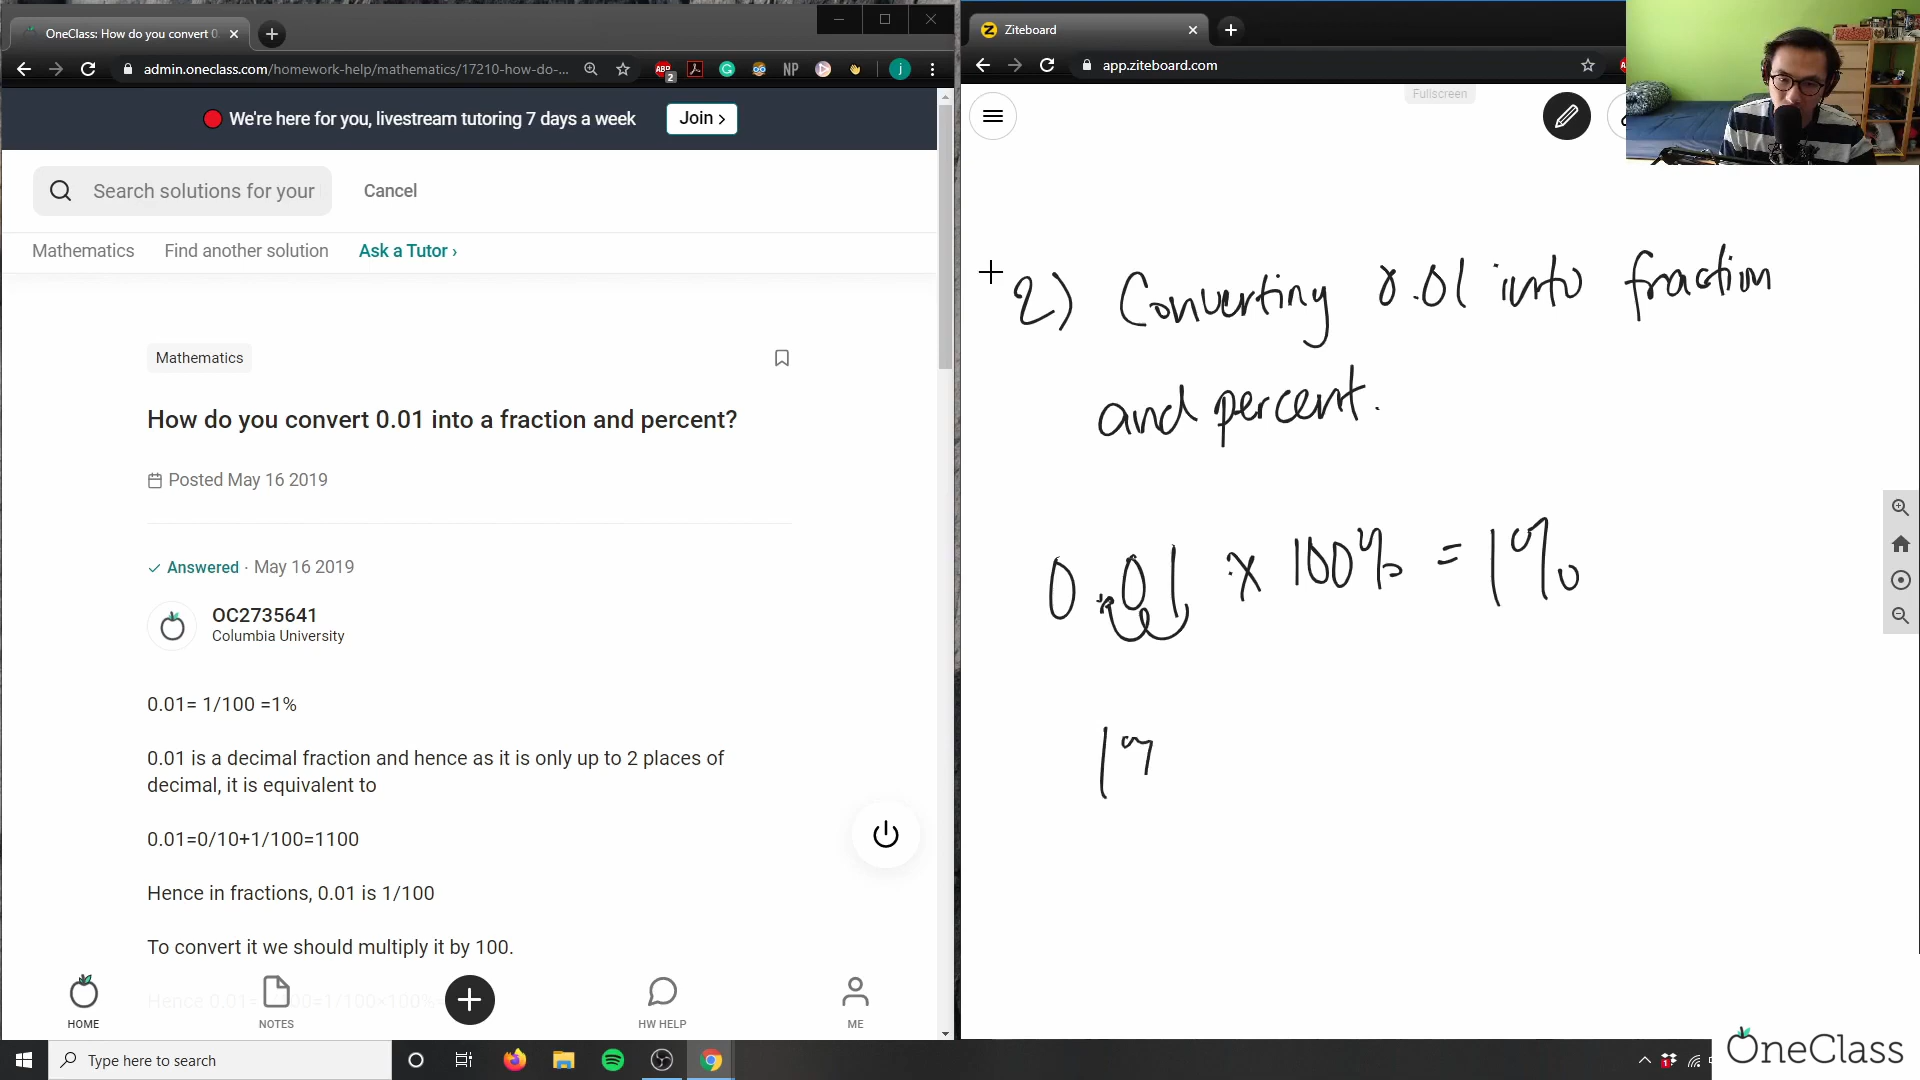 OneClass: How do you convert 0.
admin.oneclass.com/homework-help/mathematics/17210-how-do-...
ABP
2
NP
j
We're here for you, livestream tutoring 7 days a week
Join ›
Search solutions for your
Cancel
Mathematics
Find another solution
Ask a Tutor ›
Mathematics
How do you convert 0.01 into a fraction and percent?
Posted May 16 2019
Answered · May 16 2019
OC2735641
Columbia University
0.01= 1/100 =1%
0.01 is a decimal fraction and hence as it is only up to 2 places of
decimal, it is equivalent to
0.01=0/10+1/100=1100
Hence in fractions, 0.01 is 1/100
To convert it we should multiply it by 100.
HOME
NOTES
HW HELP
ME
Type here to search
Ziteboard
app.ziteboard.com
Fullscreen
2) Converting 0.01 into fraction
and percent.
0.01 x 100% = 1%
1
OneClass